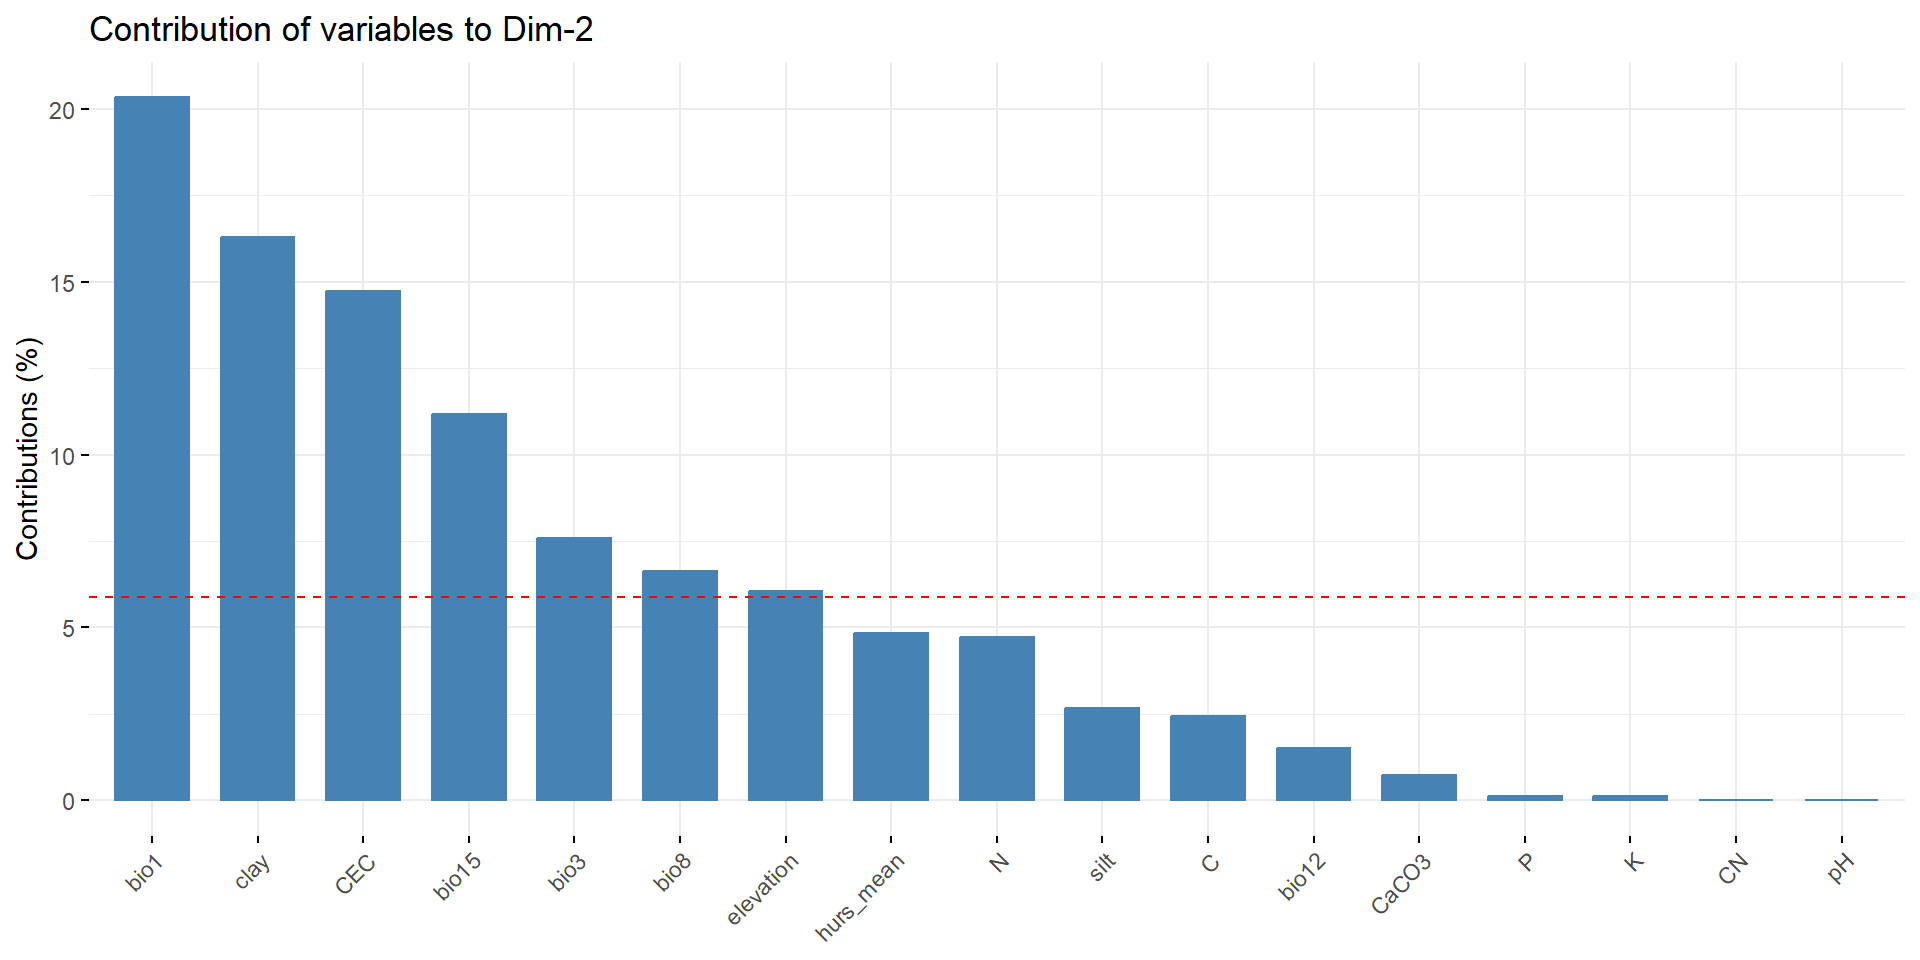 Contribution of variables to Dim-2
Contributions (%)
20
15
10
5
0
bio1
clay
CEC
bio15
bio3
bio8
elevation
hurs_mean
N
silt
C
bio12
CaCO3
P
K
CN
pH